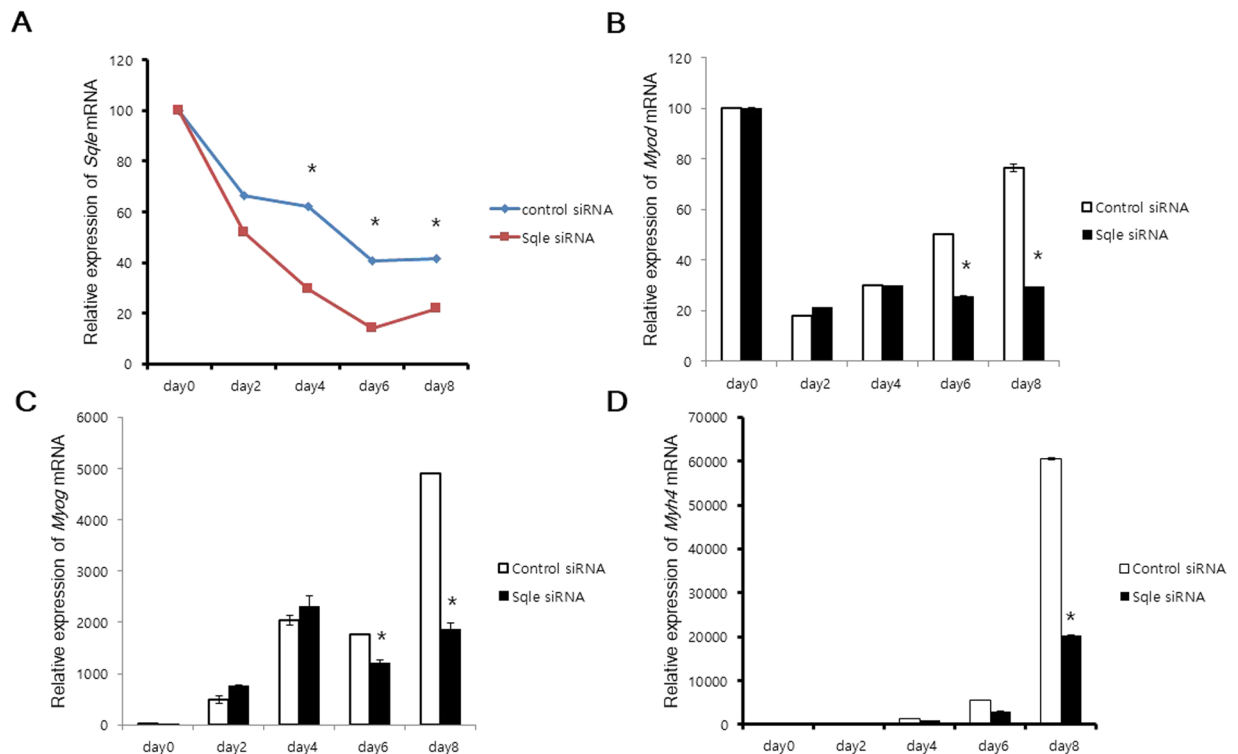 A
Relative expression of Sqle mRNA
120
100
80
60
40
20
0
*
*
*
day0 day2 day4 day6 day8
control siRNA
Sqle siRNA
B
Relative expression of Myod mRNA
120
100
80
60
40
20
0
*
*
day0 day2 day4 day6 day8
Control siRNA
Sqle siRNA
C
Relative expression of Myog mRNA
6000
5000
4000
3000
2000
1000
0
*
*
day0 day2 day4 day6 day8
Control siRNA
Sqle siRNA
D
Relative expression of Myh4 mRNA
70000
60000
50000
40000
30000
20000
10000
0
*
day0 day2 day4 day6 day8
Control siRNA
Sqle siRNA